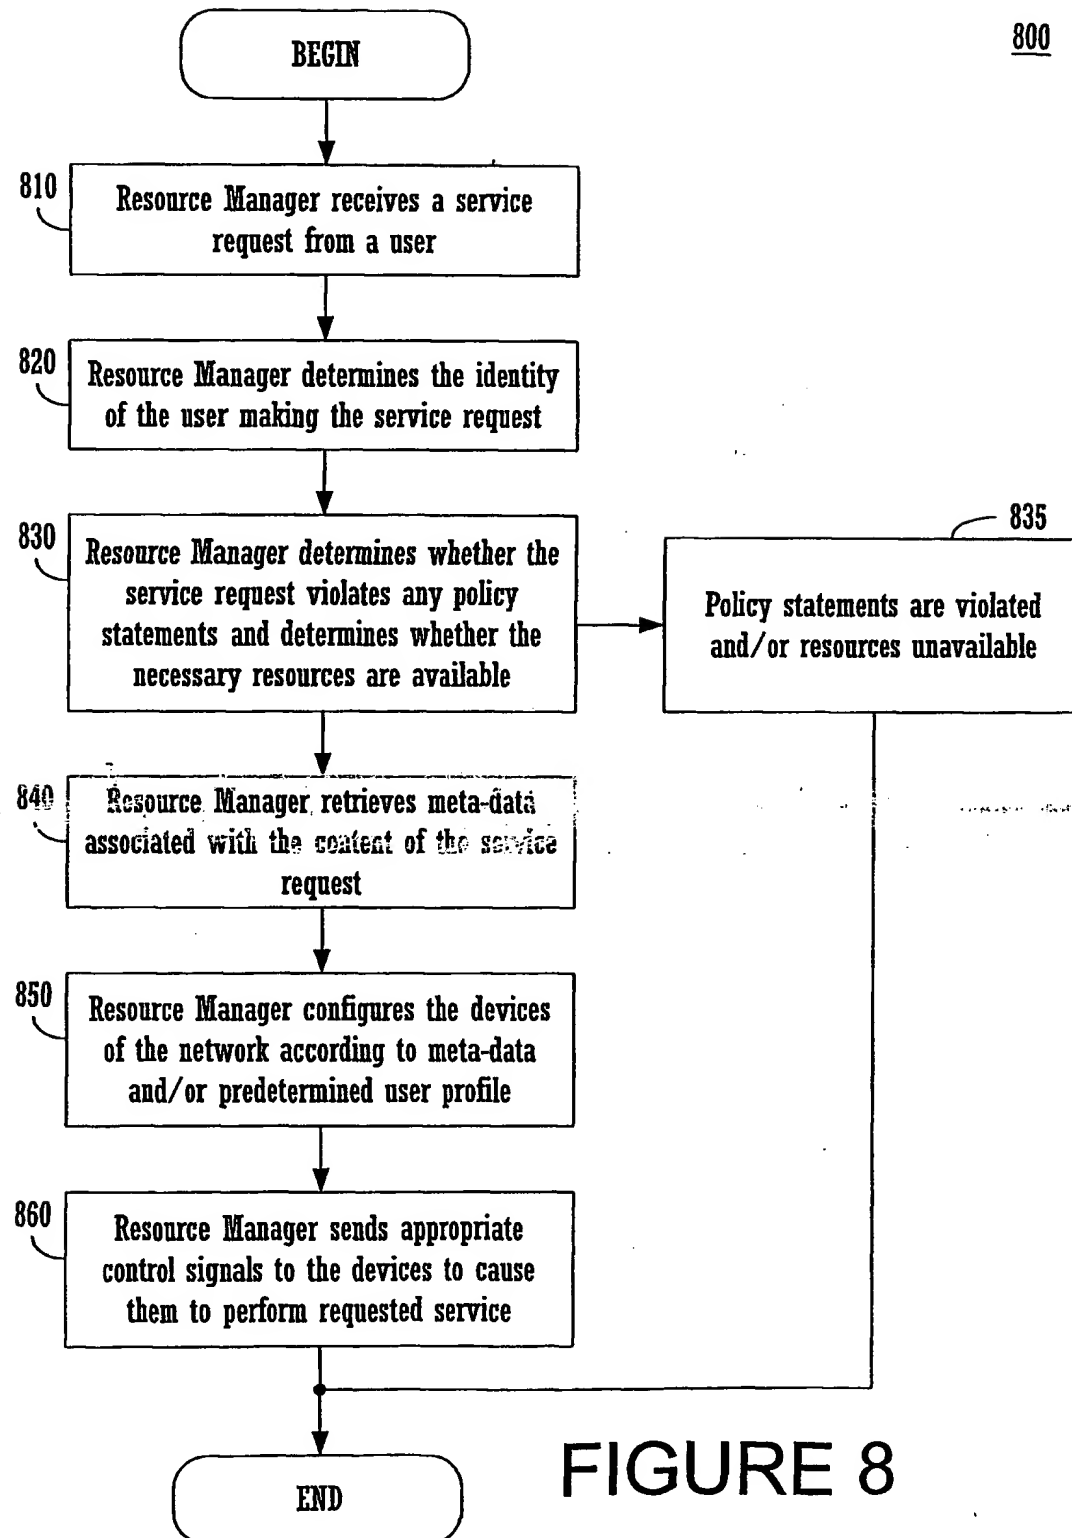 800
BEGIN
810
Resource Manager receives a service
request from a user
820
Resource Manager determines the identity
of the user making the service request
830
Resource Manager determines whether the
service request violates any policy
statements and determines whether the
necessary resources are available
835
Policy statements are violated
and/or resources unavailable
840
Resource Manager retrieves meta-data
associated with the content of the service
request
850
Resource Manager configures the devices
of the network according to meta-data
and/or predetermined user profile
860
Resource Manager sends appropriate
control signals to the devices to cause
them to perform requested service
END
FIGURE 8